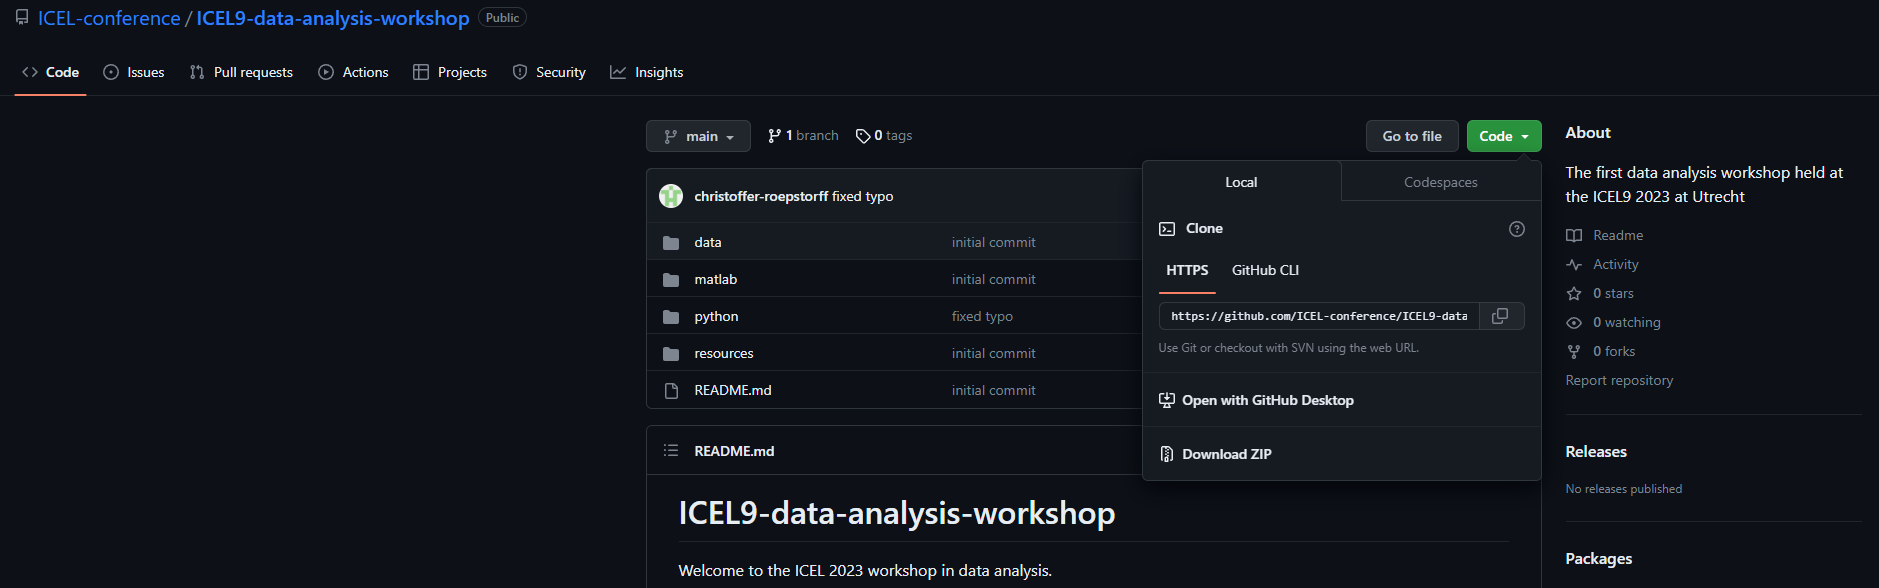 ICEL-conference / ICEL9-data-analysis-workshop Public
Code Issues Pull requests Actions Projects Security Insights
main 1 branch 0 tags Go to file Code
christoffer-roepstorff fixed typo
data initial commit
matlab initial commit
python fixed typo
resources initial commit
README.md initial commit
Local Codespaces
Clone
HTTPS GitHub CLI
https://github.com/ICEL-conference/ICEL9-data
Use Git or checkout with SVN using the web URL.
Open with GitHub Desktop
Download ZIP
README.md
ICEL9-data-analysis-workshop
Welcome to the ICEL 2023 workshop in data analysis.
About
The first data analysis workshop held at
the ICEL9 2023 at Utrecht
Readme
Activity
0 stars
0 watching
0 forks
Report repository
Releases
No releases published
Packages